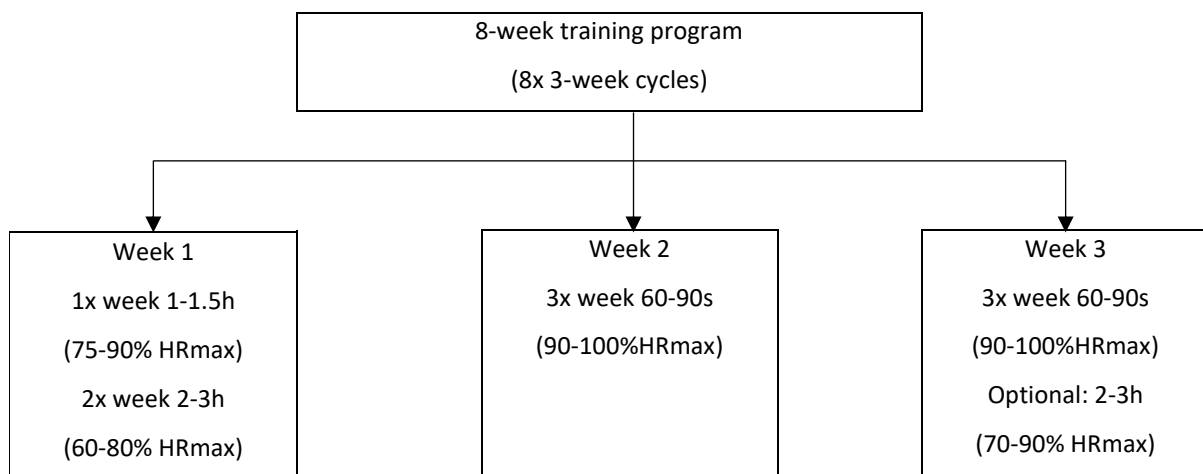 8-week training program
(8x 3-week cycles)
Week 1
1x week 1-1.5h
(75-90% HRmax)
2x week 2-3h
(60-80% HRmax)
Week 2
3x week 60-90s
(90-100%HRmax)
Week 3
3x week 60-90s
(90-100%HRmax)
Optional: 2-3h
(70-90% HRmax)